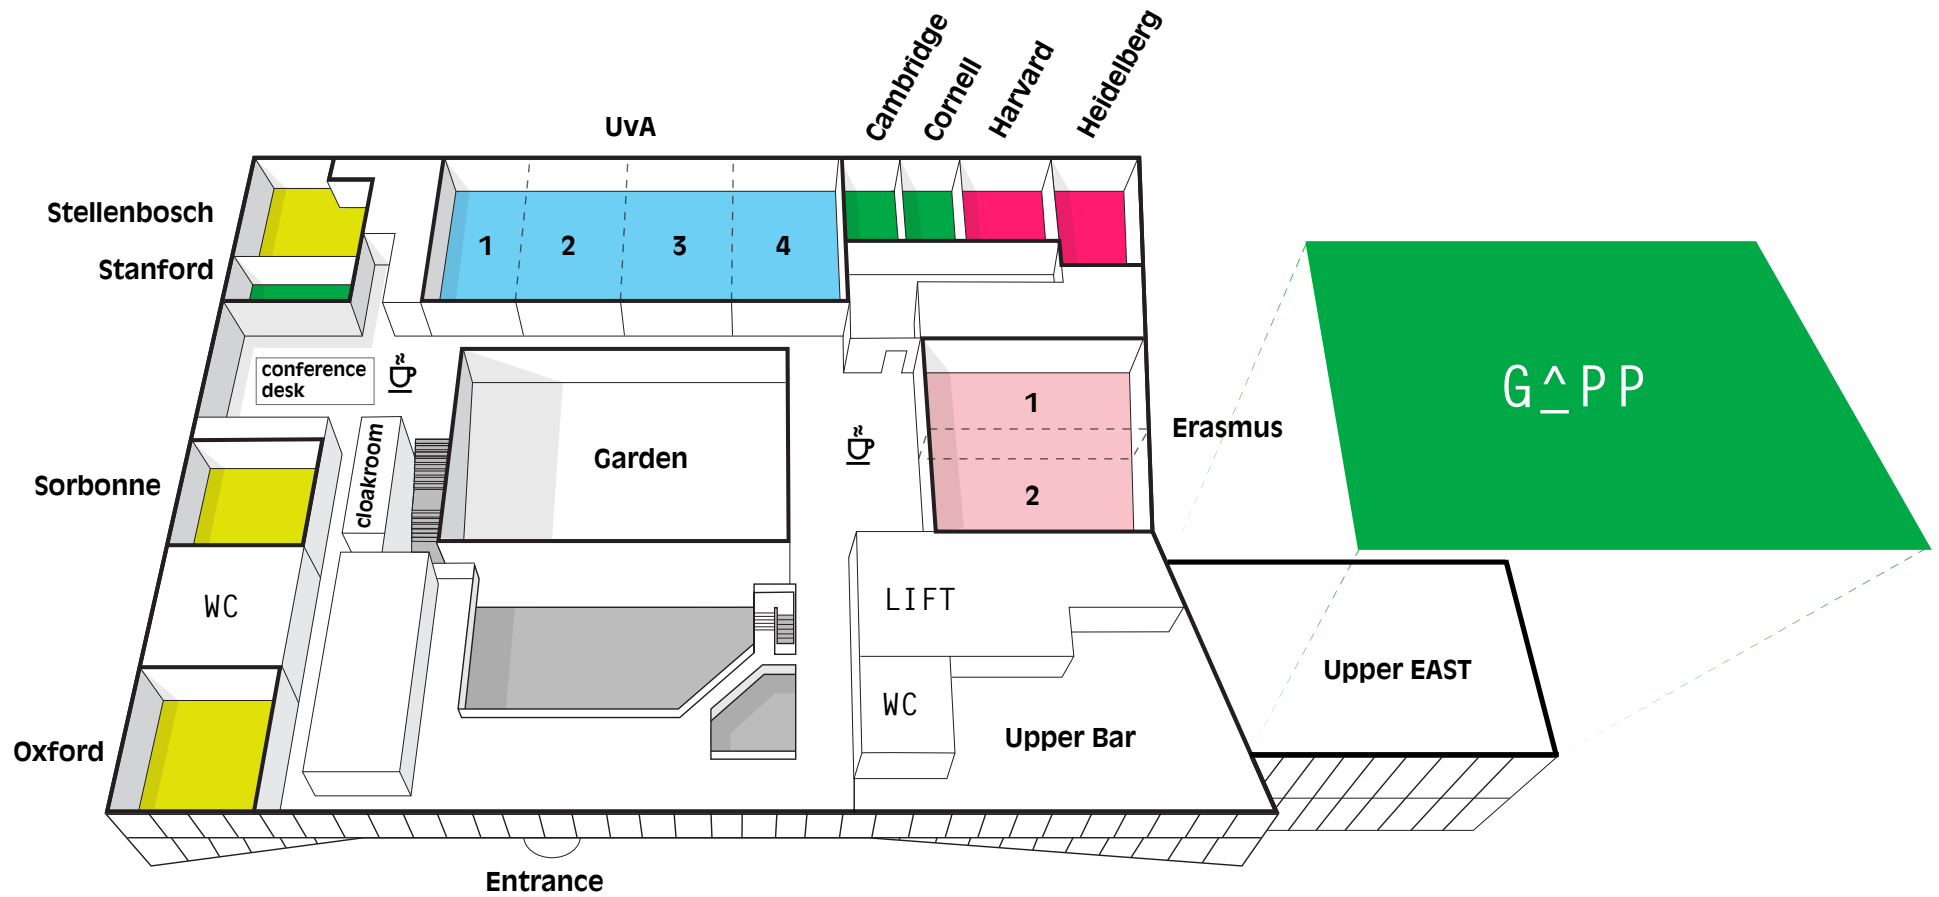 Cambridge
Cornell
Harvard
Heidelberg
UvA
Stellenbosch
Stanford
1 2 3 4
conference
desk
cloakroom
Garden
1
2
Erasmus
G^PP
Sorbonne
WC
LIFT
WC
Upper EAST
Upper Bar
Oxford
Entrance